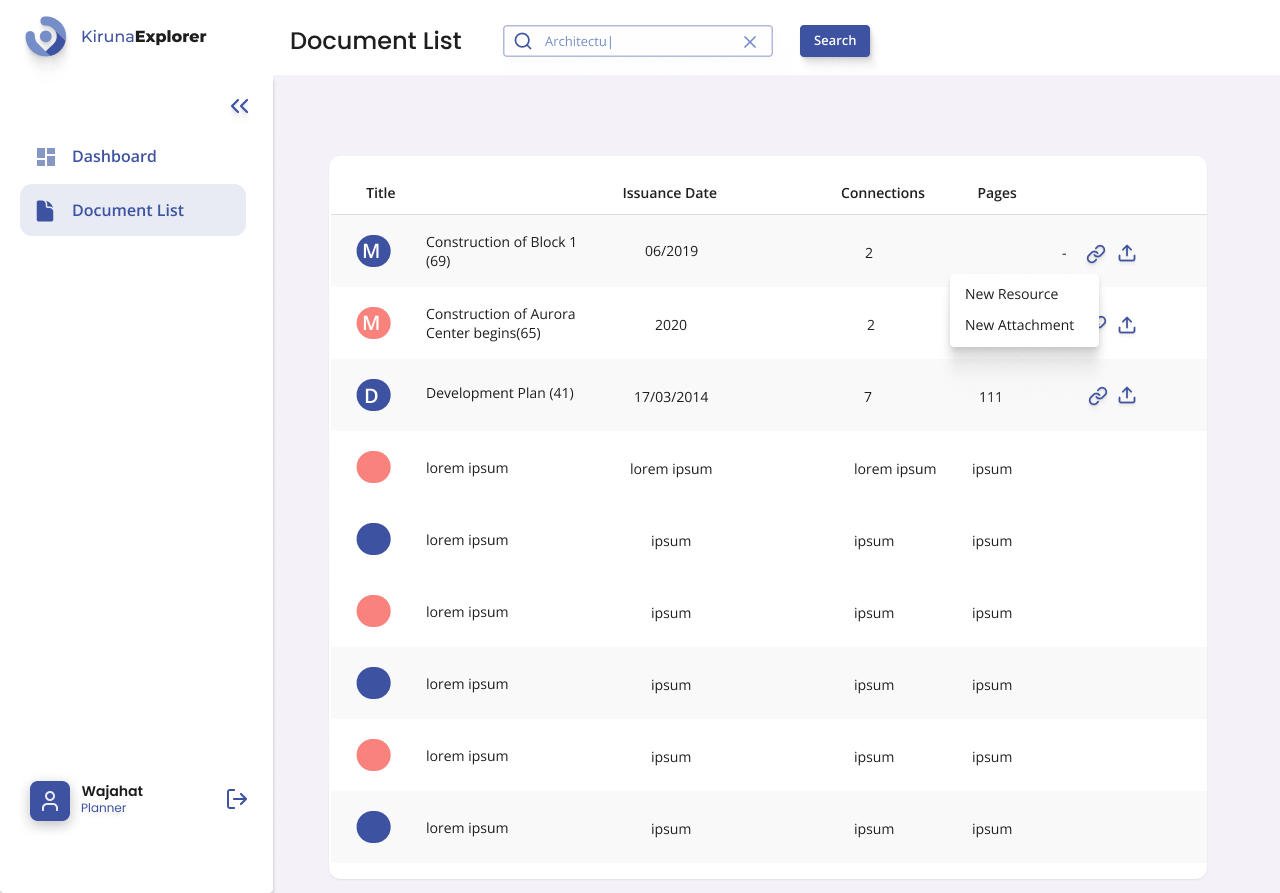 KirunaExplorer
Document List
Architectu|
Search
Dashboard
Document List
Title Issuance Date Connections Pages
M Construction of Block 1
(69) 06/2019 2 -
New Resource
New Attachment
M Construction of Aurora
Center begins(65) 2020 2
D Development Plan (41) 17/03/2014 7 111
lorem ipsum lorem ipsum lorem ipsum ipsum
lorem ipsum ipsum ipsum ipsum
lorem ipsum ipsum ipsum ipsum
lorem ipsum ipsum ipsum ipsum
lorem ipsum ipsum ipsum ipsum
lorem ipsum ipsum ipsum ipsum
Wajahat
Planner